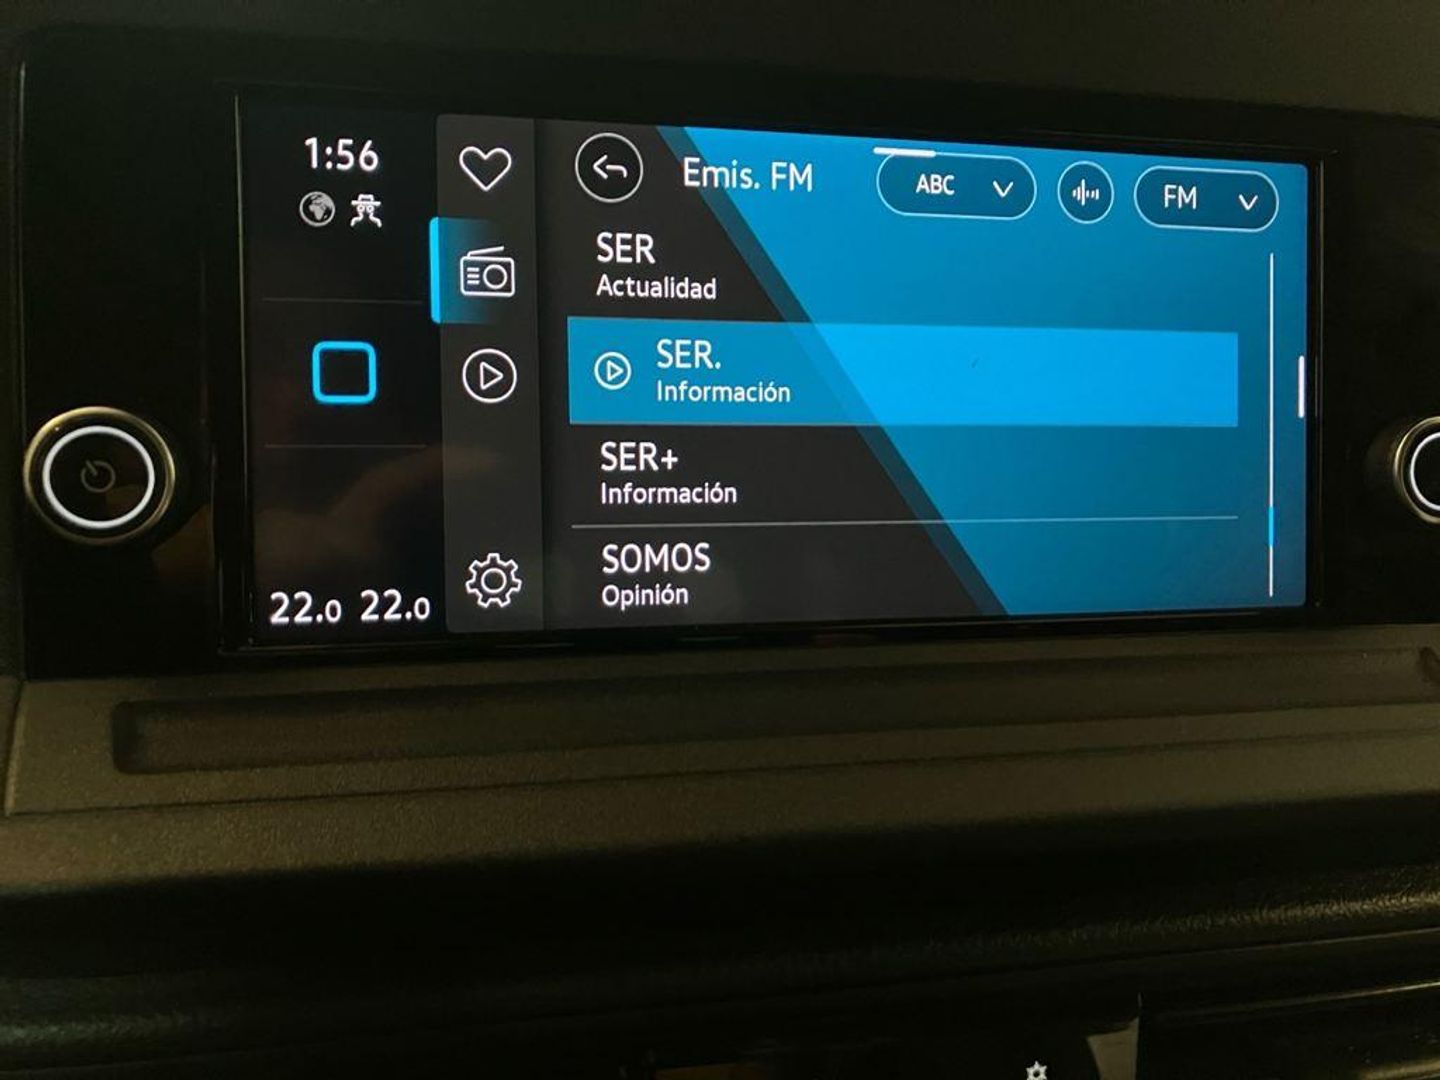 1:56
Emis. FM
ABC
FM
SER
Actualidad
SER.
Información
SER+
Información
SOMOS
Opinión
22.0 22.0